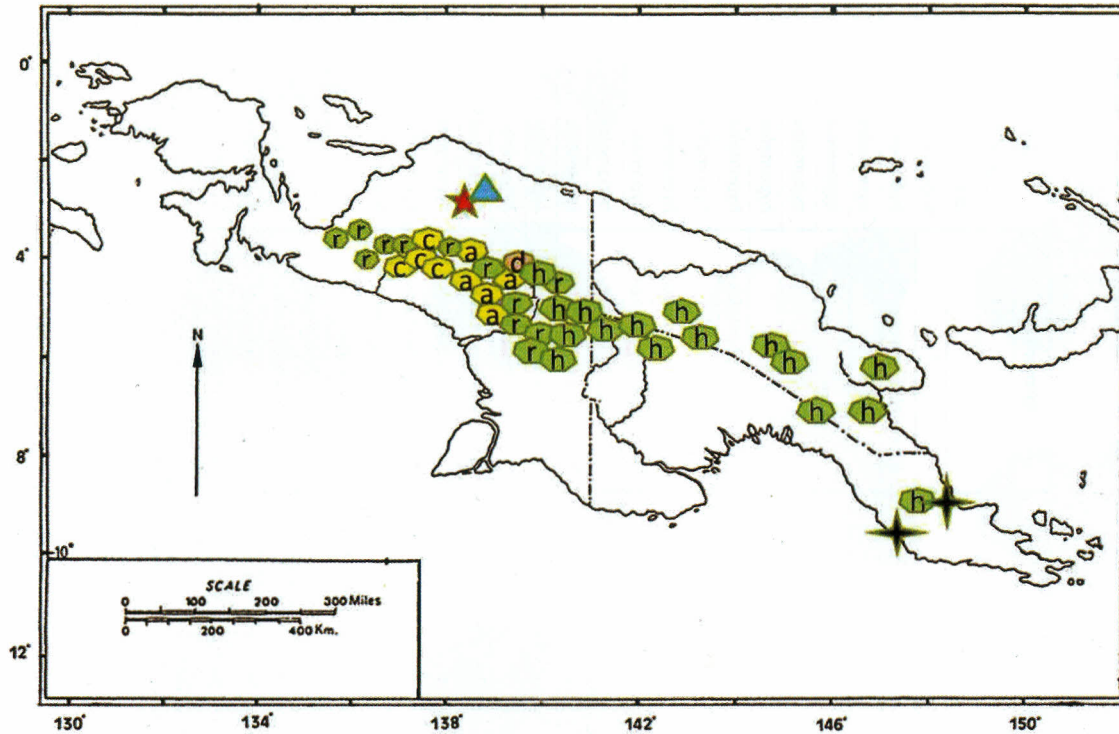 0°
r r r r c r a
4° r c c c r d h
a a r
N
a r h h h
a r h h
r h h
r h h h h h
h h
8°
h
10°
SCALE
0 100 200 300 Miles
0 200 400 Km.
12°
130° 134° 138° 140° 142° 146° 150°